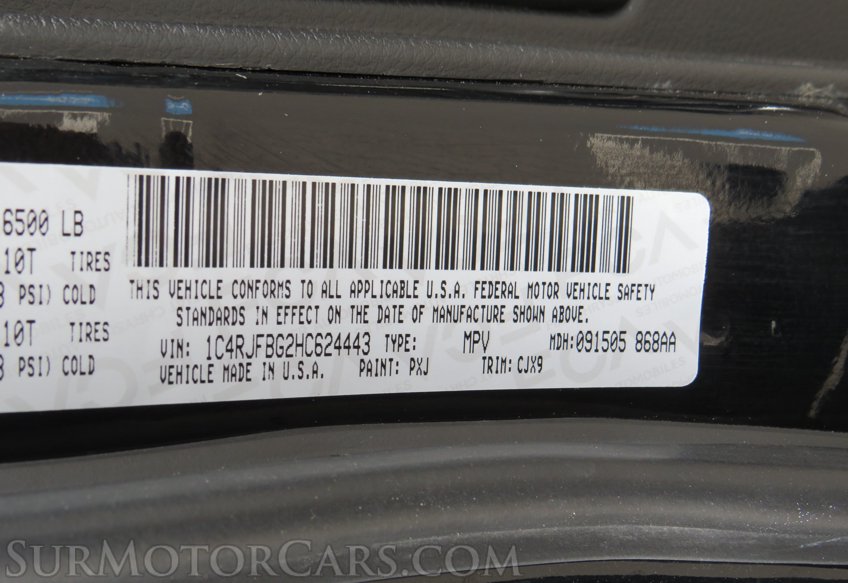 6500 LB
10T TIRES
PSI) COLD
10T TIRES
PSI) COLD
THIS VEHICLE CONFORMS TO ALL APPLICABLE U.S.A. FEDERAL MOTOR VEHICLE SAFETY
STANDARDS IN EFFECT ON THE DATE OF MANUFACTURE SHOWN ABOVE.
VIN: 1C4RJFBG2HC624443 TYPE: MPV MDH:091505 868AA
VEHICLE MADE IN U.S.A. PAINT: PXJ TRIM:CJX9
SurMotorCars.com